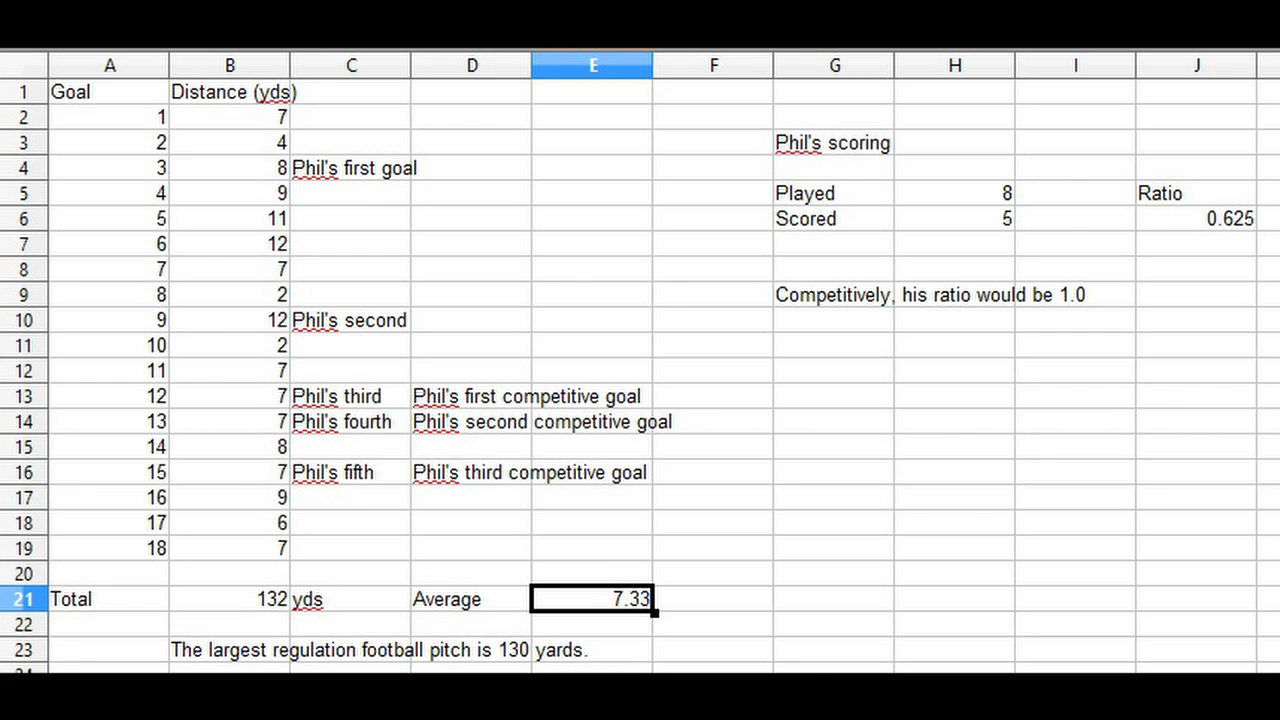 A B C D E F G H I J
1 Goal Distance (yds)
2 1 7
3 2 4 Phil's scoring
4 3 8 Phil's first goal
5 4 9 Played 8 Ratio
6 5 11 Scored 5 0.625
7 6 12
8 7 7
9 8 2 Competitively, his ratio would be 1.0
10 9 12 Phil's second
11 10 2
12 11 7
13 12 7 Phil's third Phil's first competitive goal
14 13 7 Phil's fourth Phil's second competitive goal
15 14 8
16 15 7 Phil's fifth Phil's third competitive goal
17 16 9
18 17 6
19 18 7
20
21 Total 132 yds Average 7.33
22
23 The largest regulation football pitch is 130 yards.